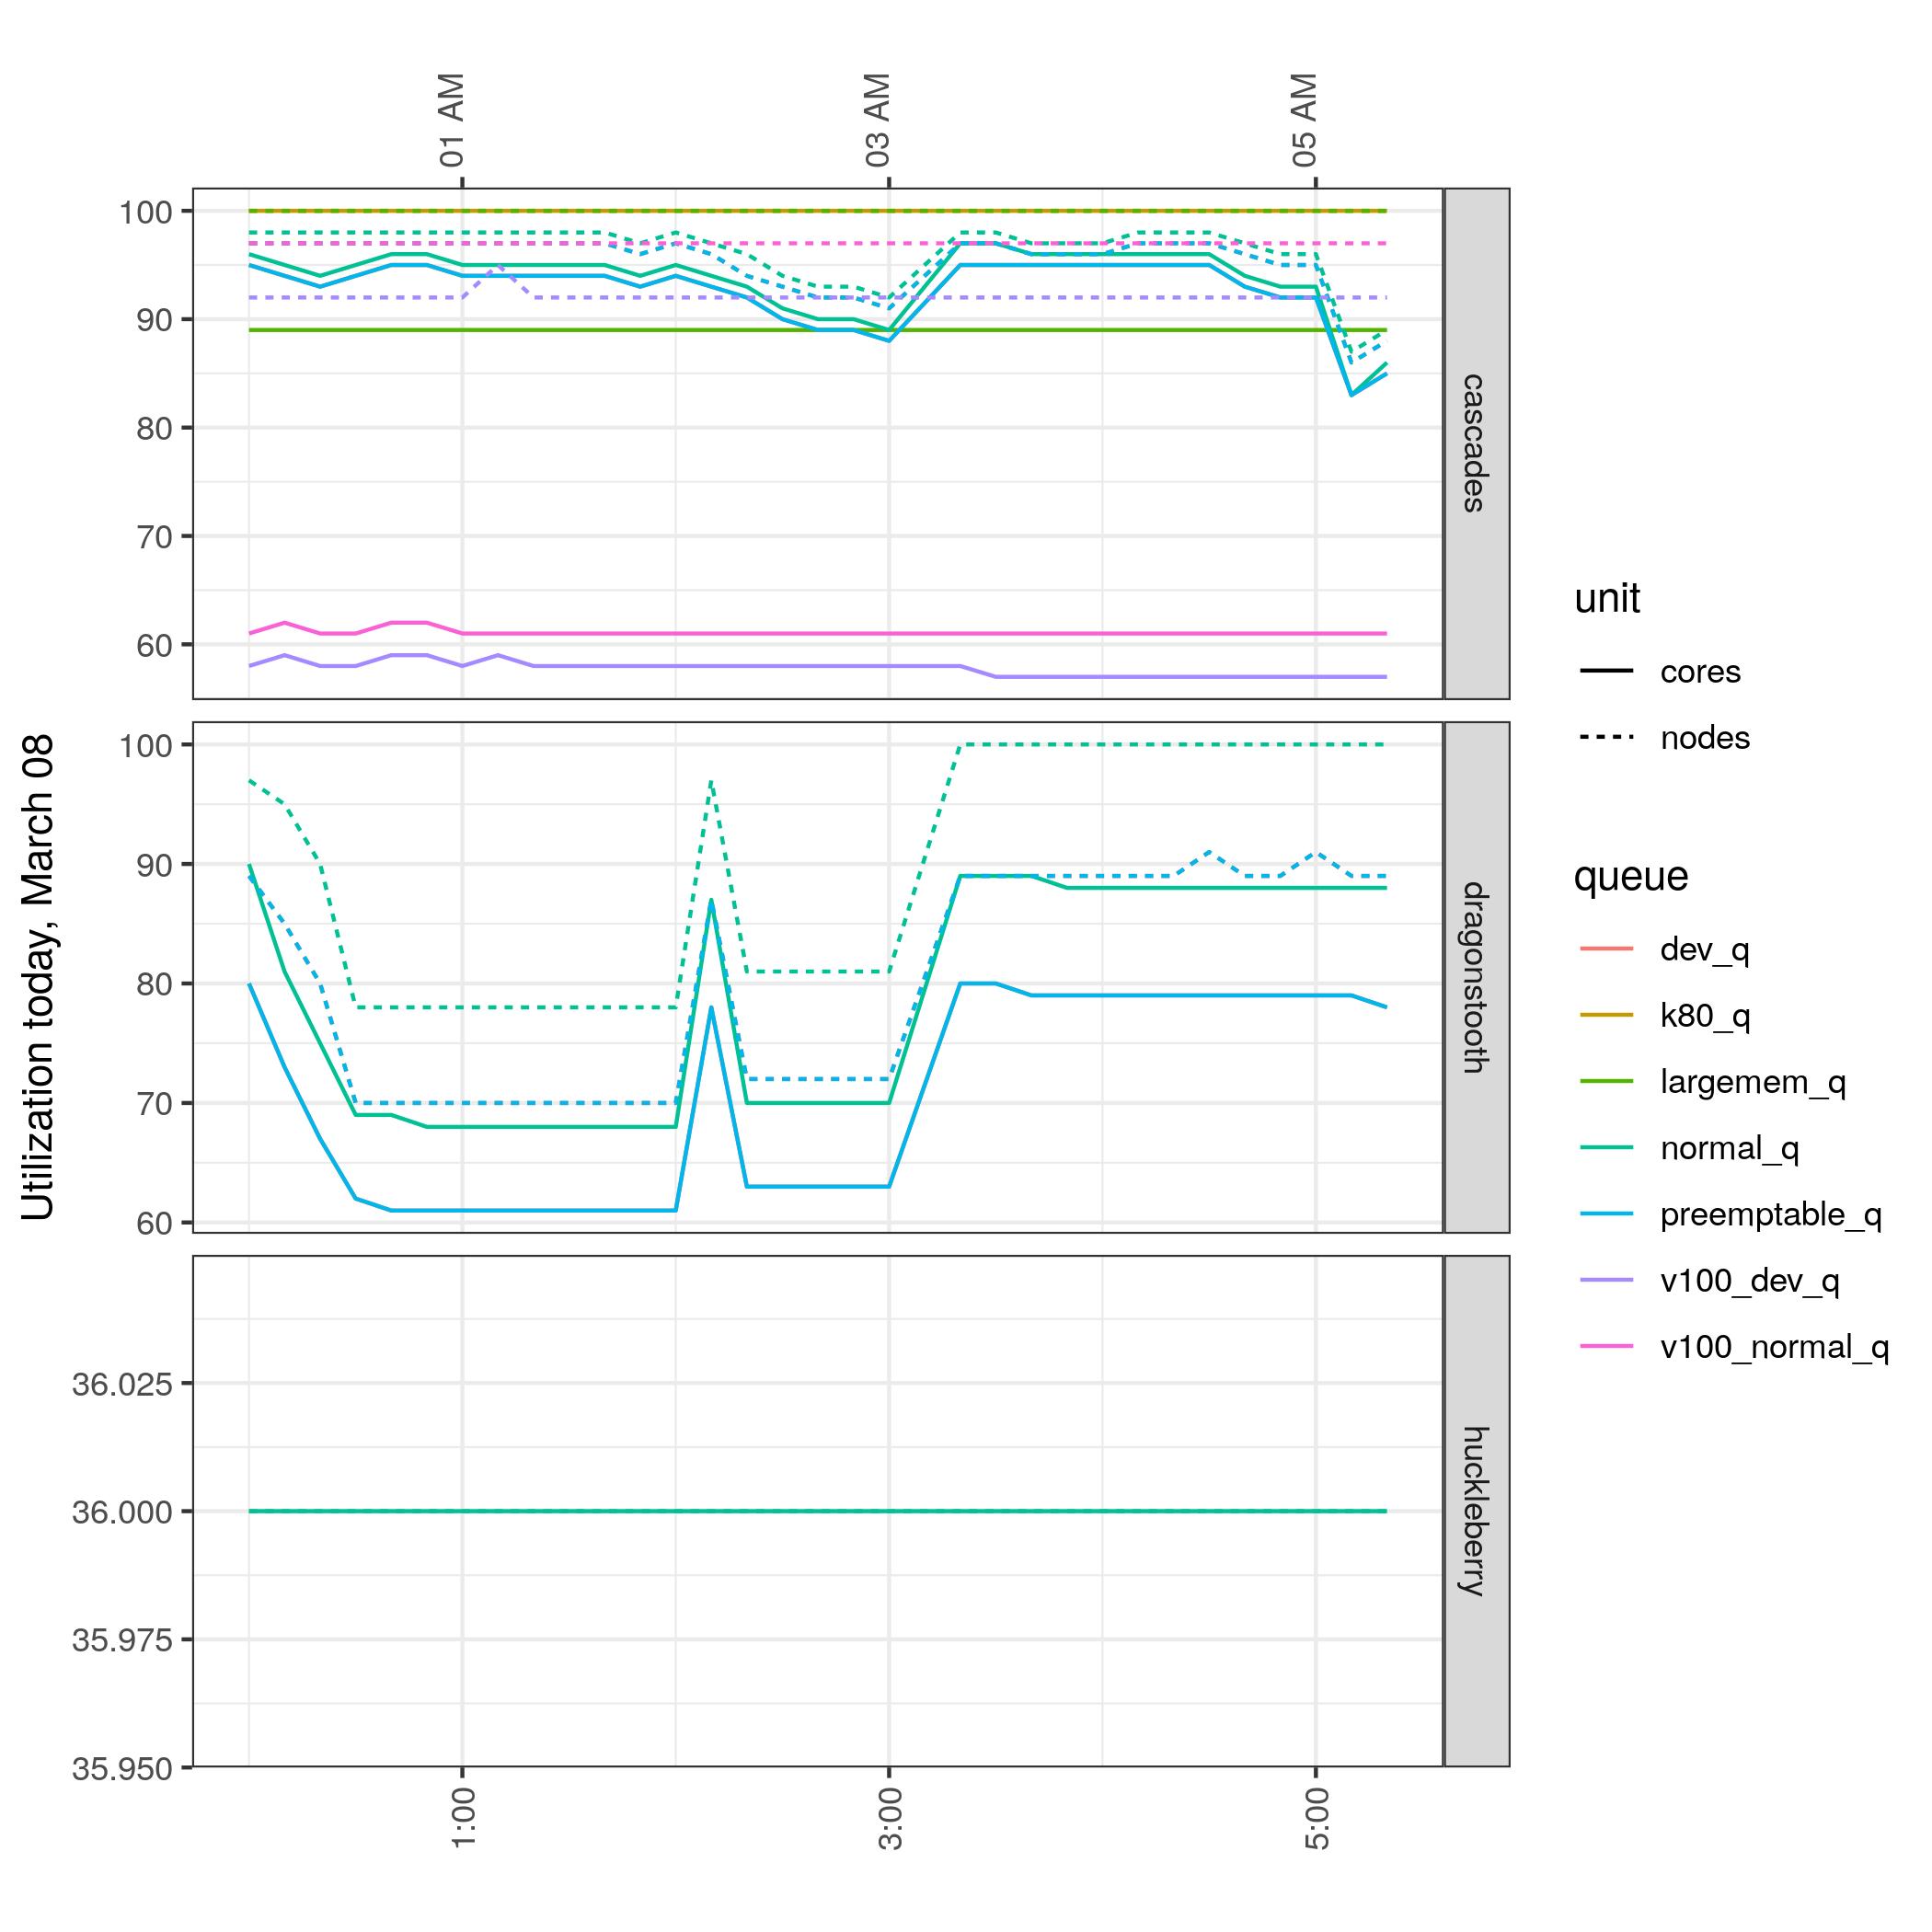 01 AM
03 AM
05 AM
Utilization today, March 08
100
90
80
70
60
cascades
100
90
80
70
60
dragonstooth
36.025
36.000
35.975
35.950
huckleberry
1:00
3:00
5:00
unit
cores
nodes
queue
dev_q
k80_q
largemem_q
normal_q
preemptable_q
v100_dev_q
v100_normal_q